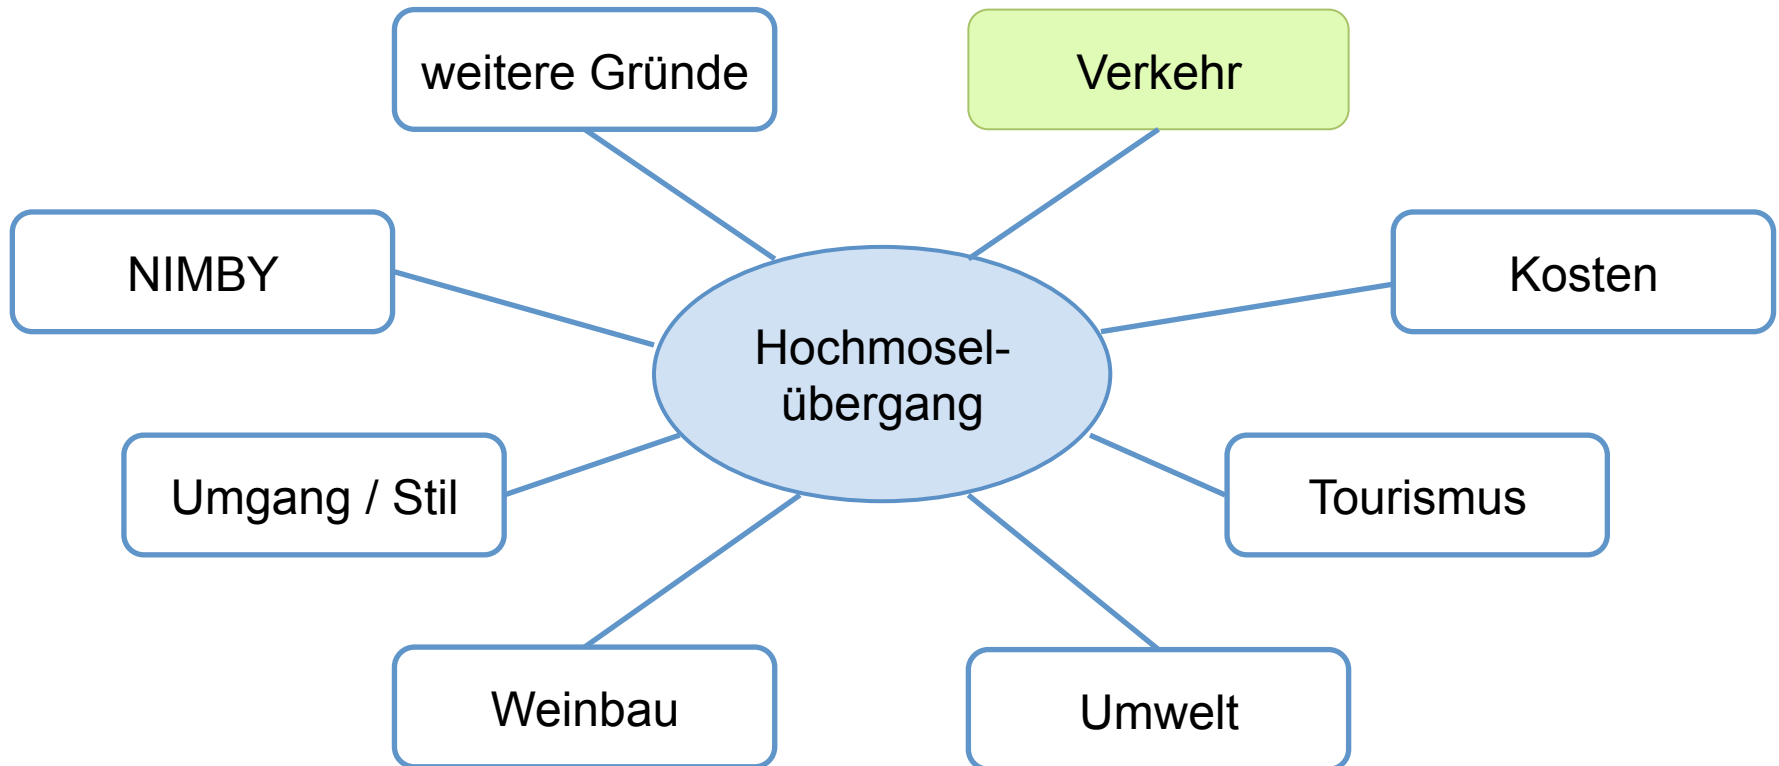 weitere Gründe
Verkehr
NIMBY
Kosten
Hochmosel-
übergang
Umgang / Stil
Tourismus
Weinbau
Umwelt